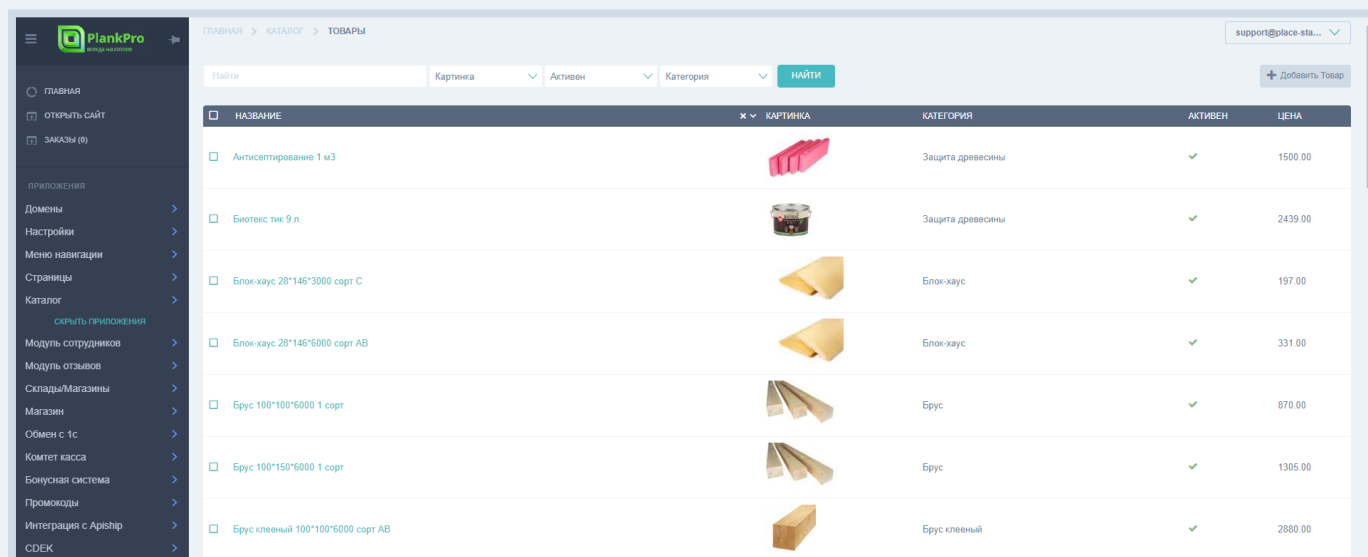 PlankPro
всегда на готове
ГЛАВНАЯ > КАТАЛОГ > ТОВАРЫ
support@place-sta...
Найти
Картинка
Активен
Категория
НАЙТИ
Добавить Товар
ГЛАВНАЯ
ОТКРЫТЬ САЙТ
ЗАКАЗЫ (0)
ПРИЛОЖЕНИЯ
Домены
Настройки
Меню навигации
Страницы
Каталог
СКРЫТЬ ПРИЛОЖЕНИЯ
Модуль сотрудников
Модуль отзывов
Склады/Магазины
Магазин
Обмен с 1с
Комтет касса
Бонусная система
Промокоды
Интеграция с Apiship
CDEK
НАЗВАНИЕ КАРТИНКА КАТЕГОРИЯ АКТИВЕН ЦЕНА
Антисептирование 1 м3 Защита древесины 1500.00
Биотекс тик 9 л. Защита древесины 2439.00
Блок-хаус 28*146*3000 сорт С Блок-хаус 197.00
Блок-хаус 28*146*6000 сорт АВ Блок-хаус 331.00
Брус 100*100*6000 1 сорт Брус 870.00
Брус 100*150*6000 1 сорт Брус 1305.00
Брус клееный 100*100*6000 сорт АВ Брус клееный 2880.00